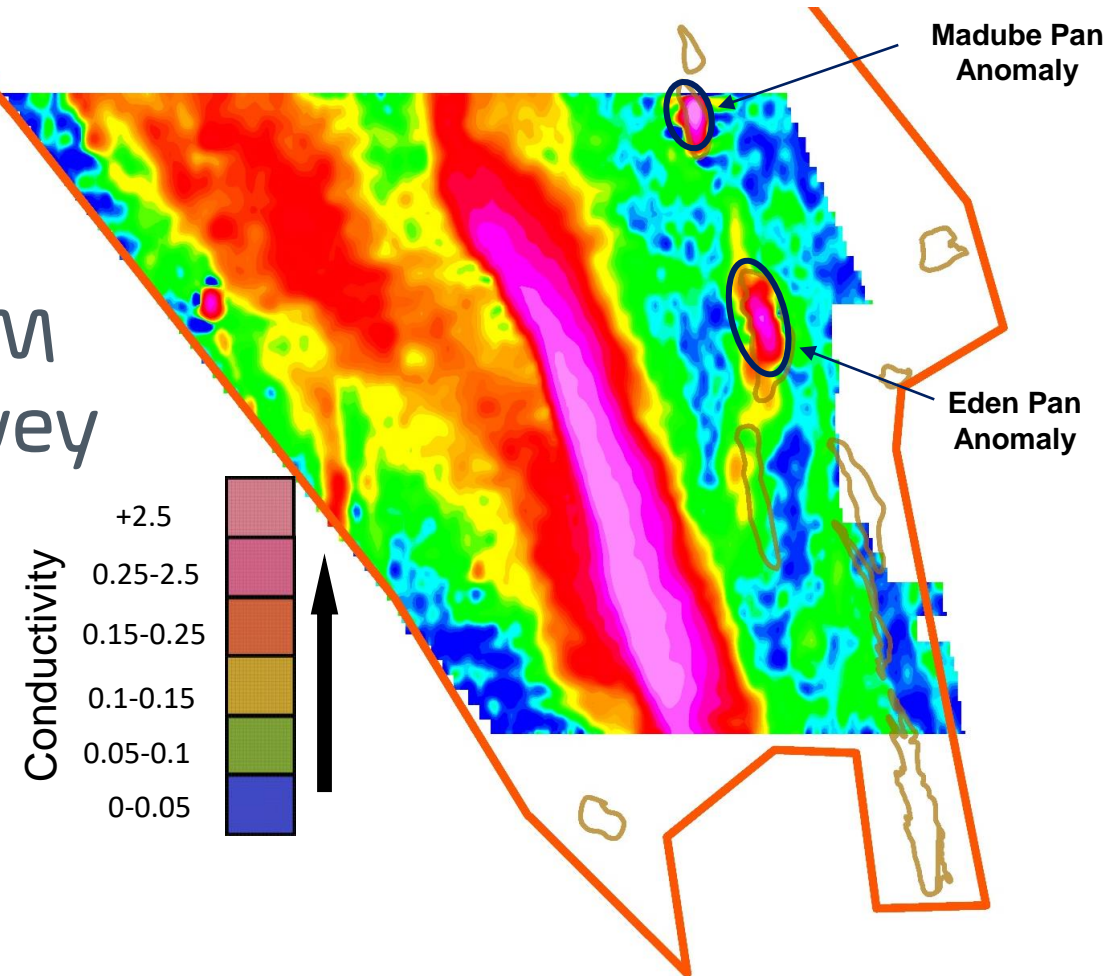 Madube Pan
Anomaly
M
vey
Eden Pan
Anomaly
Conductivity
+2.5
0.25-2.5
0.15-0.25
0.1-0.15
0.05-0.1
0-0.05